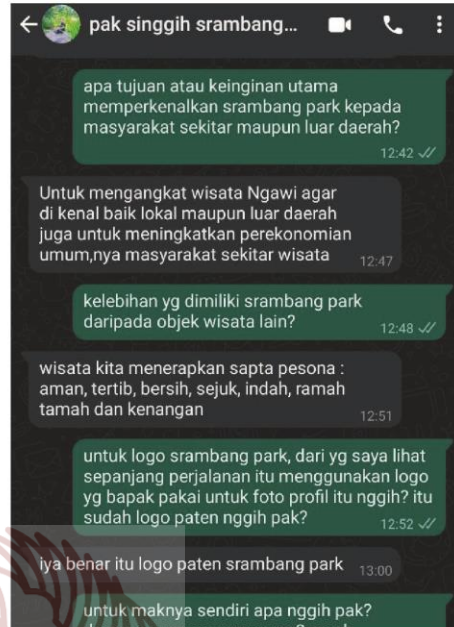 pak singgih srambang...
apa tujuan atau keinginan utama
memperkenalkan srambang park kepada
masyarakat sekitar maupun luar daerah?
12:42
Untuk mengangkat wisata Ngawi agar
di kenal baik lokal maupun luar daerah
juga untuk meningkatkan perekonomian
umum,nya masyarakat sekitar wisata 12:47
kelebihan yg dimiliki srambang park
daripada objek wisata lain? 12:48
wisata kita menerapkan sapta pesona :
aman, tertib, bersih, sejuk, indah, ramah
tamah dan kenangan 12:51
untuk logo srambang park, dari yg saya lihat
sepanjang perjalanan itu menggunakan logo
yg bapak pakai untuk foto profil itu nggih? itu
sudah logo paten nggih pak? 12:52
iya benar itu logo paten srambang park 13:00
untuk maknya sendiri apa nggih pak?